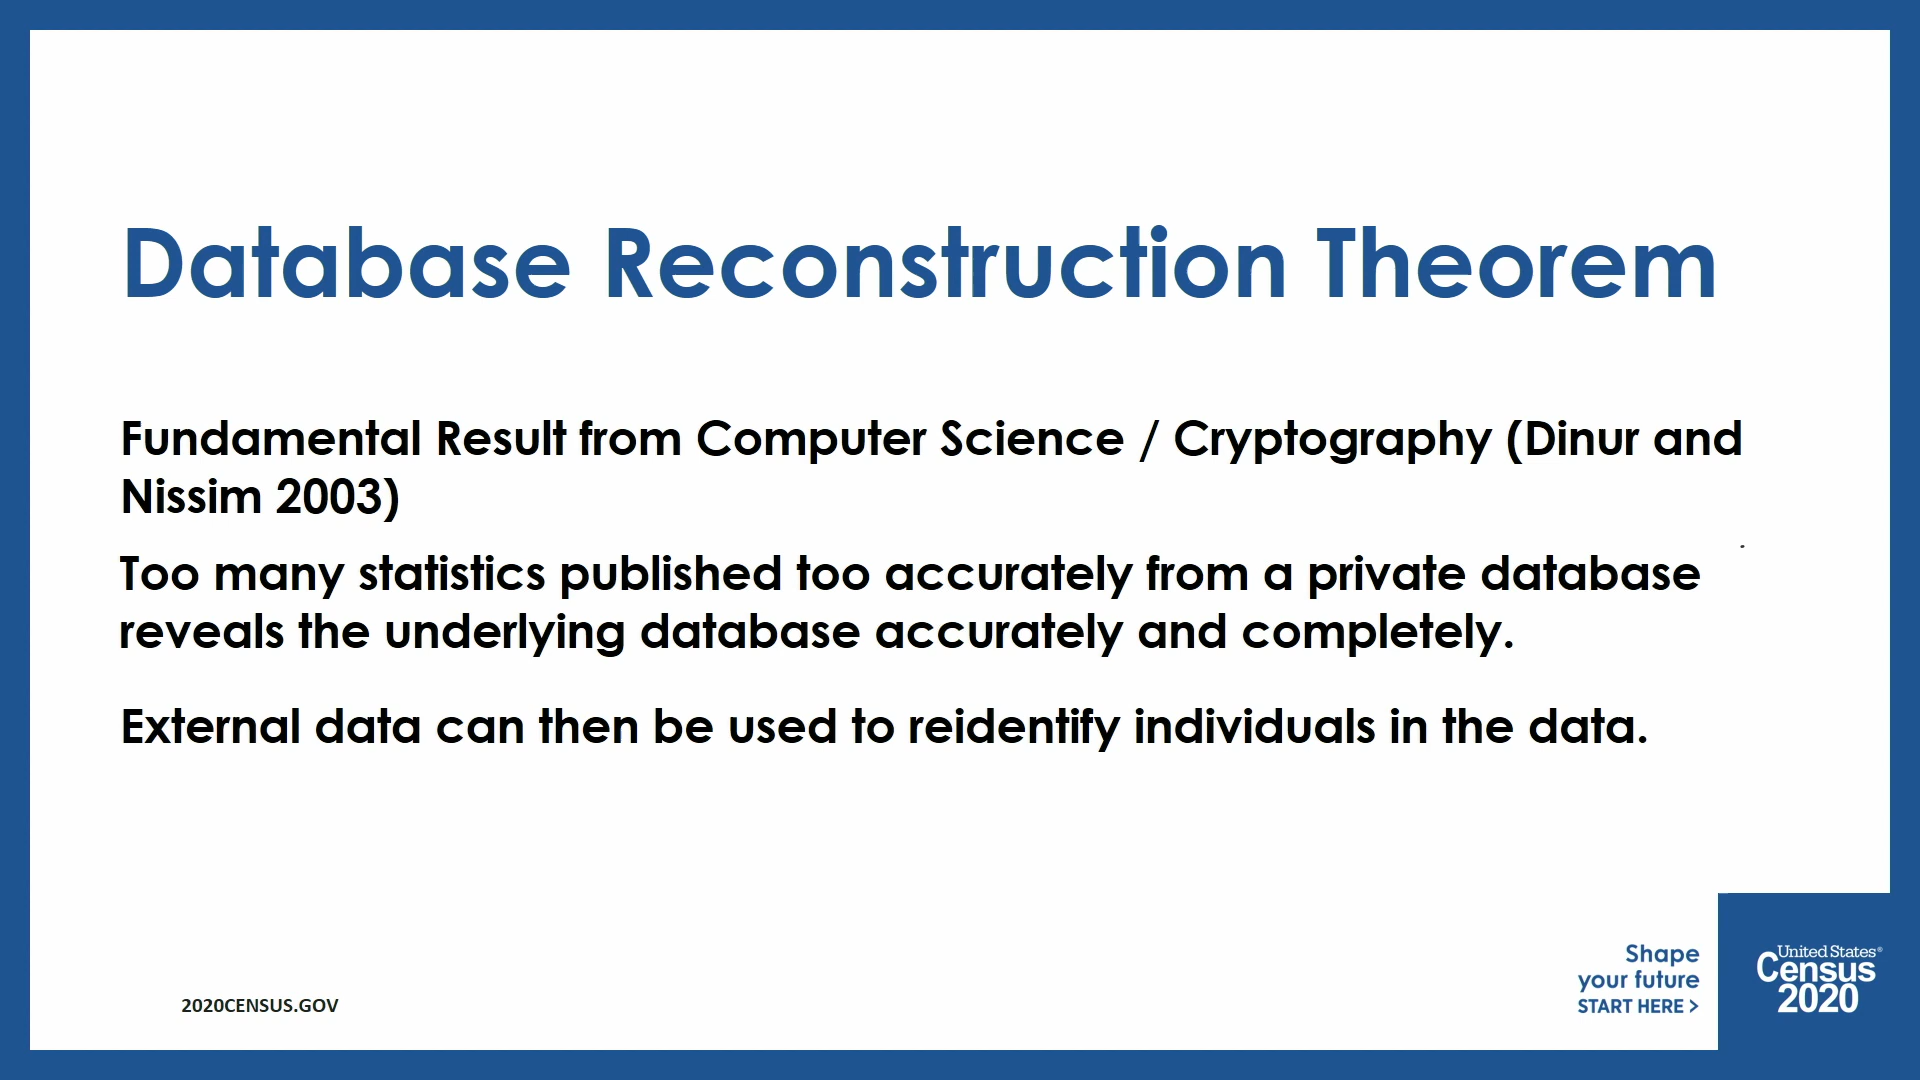 Database Reconstruction Theorem
Fundamental Result from Computer Science / Cryptography (Dinur and
Nissim 2003)
Too many statistics published too accurately from a private database
reveals the underlying database accurately and completely.
External data can then be used to reidentify individuals in the data.
2020CENSUS.GOV
Shape
your future
START HERE >
United States®
Census
2020